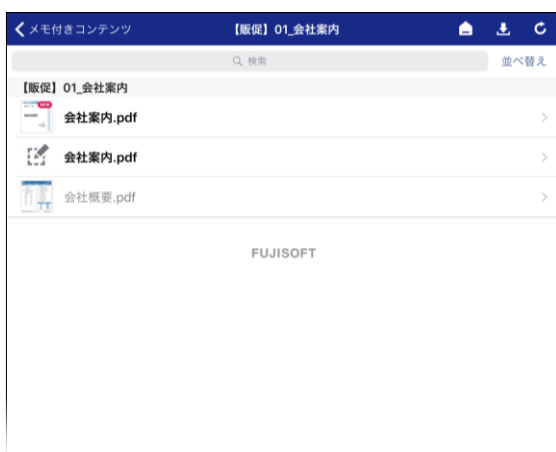 メモ付きコンテンツ 【販促】01_会社案内
検索 並べ替え
【販促】01_会社案内
NEW
会社案内.pdf
会社案内.pdf
会社概要.pdf
FUJISOFT